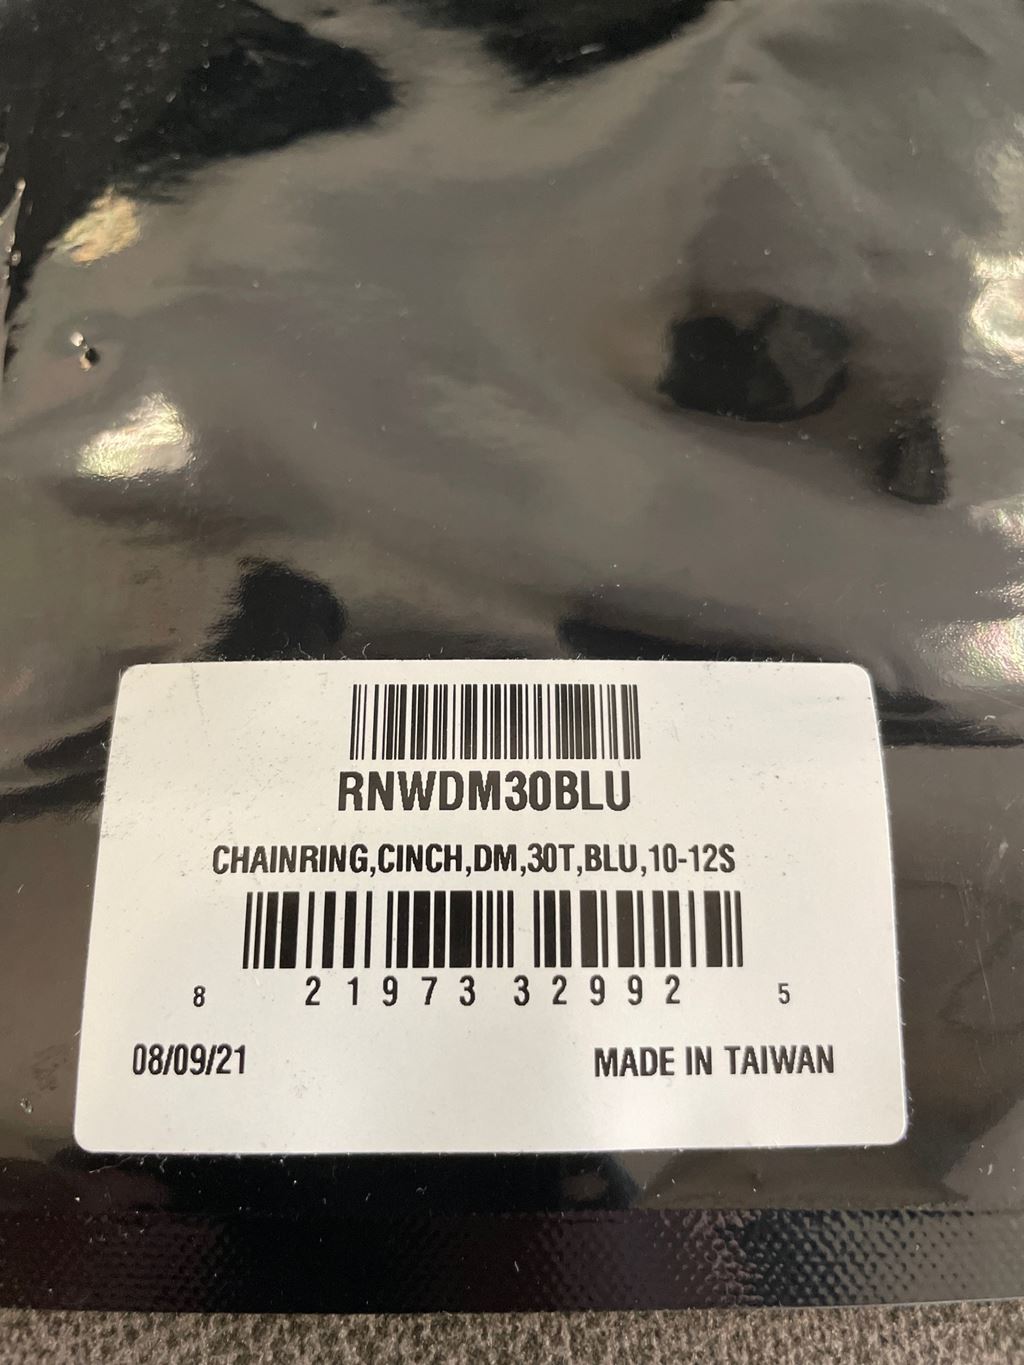 RNWDM30BLU
CHAINRING,CINCH,DM,30T,BLU,10-12S
8 21973 32992 5
08/09/21 MADE IN TAIWAN